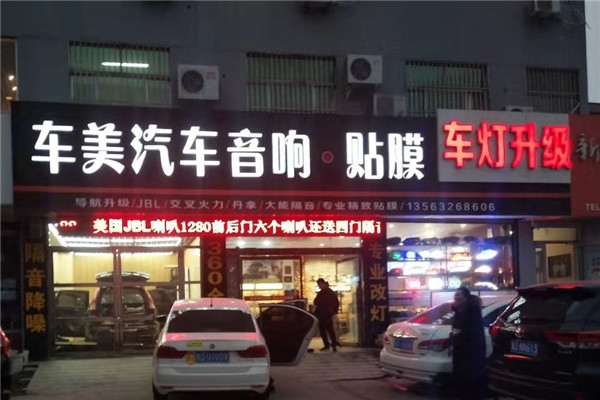 车美汽车音响·贴膜
车灯升级
新
导航升级/JBL/交叉火力/丹拿/大能隔音/专业精致贴膜/13563268606
TEL
美国JBL喇叭1280前后门六个喇叭还送四门隔音
隔音降噪
360全
专业改灯